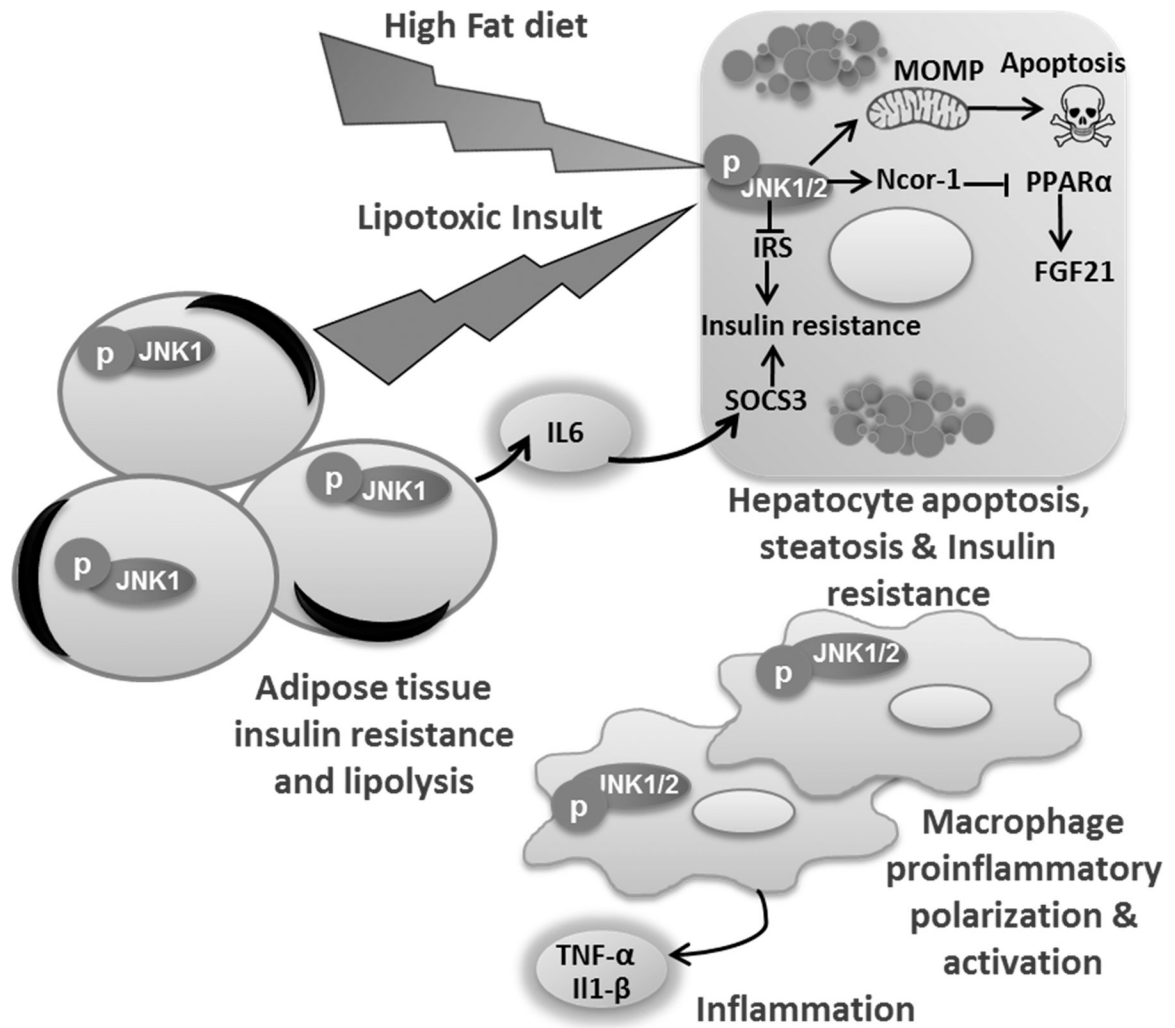 High Fat diet
Lipotoxic Insult
MOMP
Apoptosis
p
JNK1/2
Ncor-1
PPARα
IRS
FGF21
Insulin resistance
SOCS3
p
JNK1
IL6
p
JNK1
p
JNK1
Hepatocyte apoptosis,
steatosis & Insulin
resistance
Adipose tissue
insulin resistance
and lipolysis
p
JNK1/2
p
JNK1/2
Macrophage
proinflammatory
polarization &
activation
TNF-α
Il1-β
Inflammation